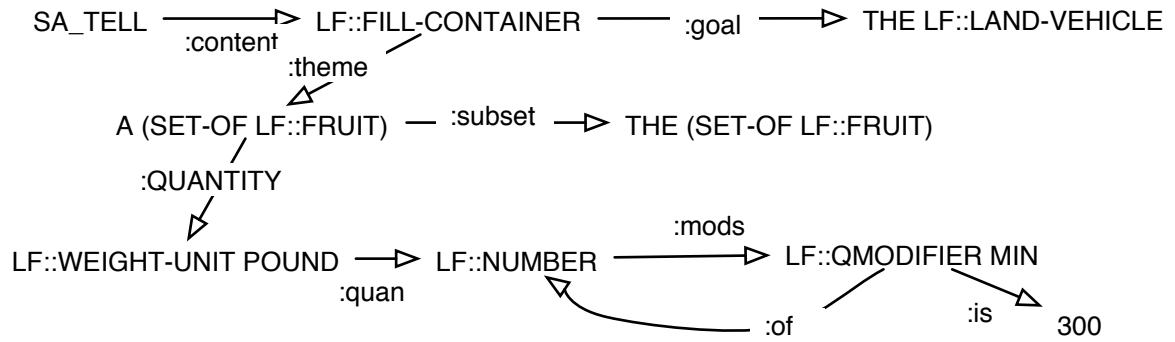 SA_TELL :content LF::FILL-CONTAINER :goal THE LF::LAND-VEHICLE
:theme
A (SET-OF LF::FRUIT) :subset THE (SET-OF LF::FRUIT)
:QUANTITY
:mods
LF::WEIGHT-UNIT POUND :quan LF::NUMBER LF::QMODIFIER MIN
:of :is 300